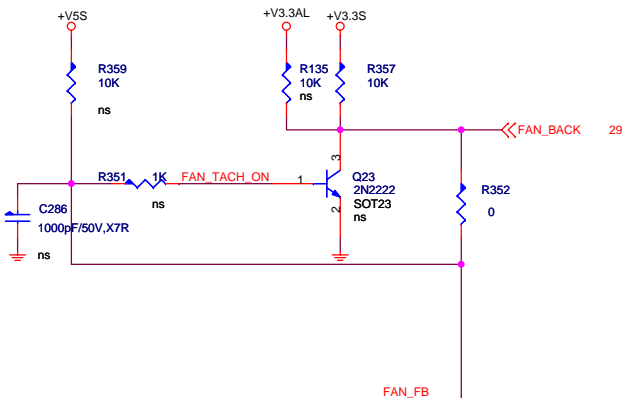 +V5S
+V3.3AL
+V3.3S
R359
10K
ns
R135
10K
ns
R357
10K
FAN_BACK 29
R351 1K
ns
FAN_TACH_ON
1
3
2
Q23
2N2222
SOT23
ns
R352
0
C286
1000pF/50V,X7R
ns
FAN_FB